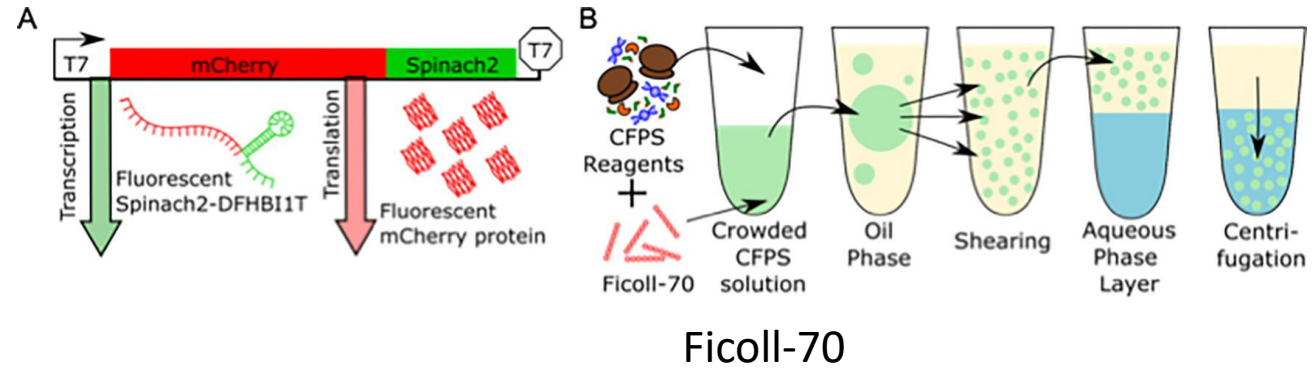 A
T7
mCherry
Spinach2
T7
Transcription
Fluorescent
Spinach2-DFHBI1T
Translation
Fluorescent
mCherry protein
B
CFPS
Reagents
+
Ficoll-70
Crowded
CFPS
solution
Oil
Phase
Shearing
Aqueous
Phase
Layer
Centri-
fugation
Ficoll-70